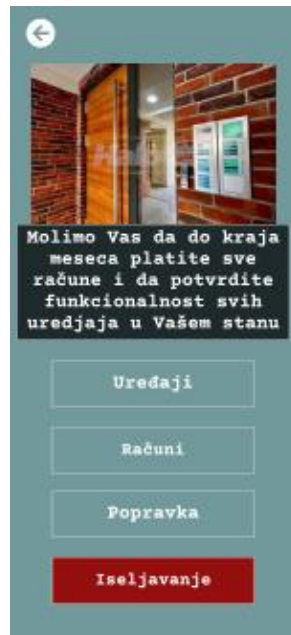 Molimo Vas da do kraja
meseca platite sve
račune i da potvrdite
funkcionalnost svih
uredjaja u Vašem stanu
Uređaji
Računi
Popravka
Iseljavanje